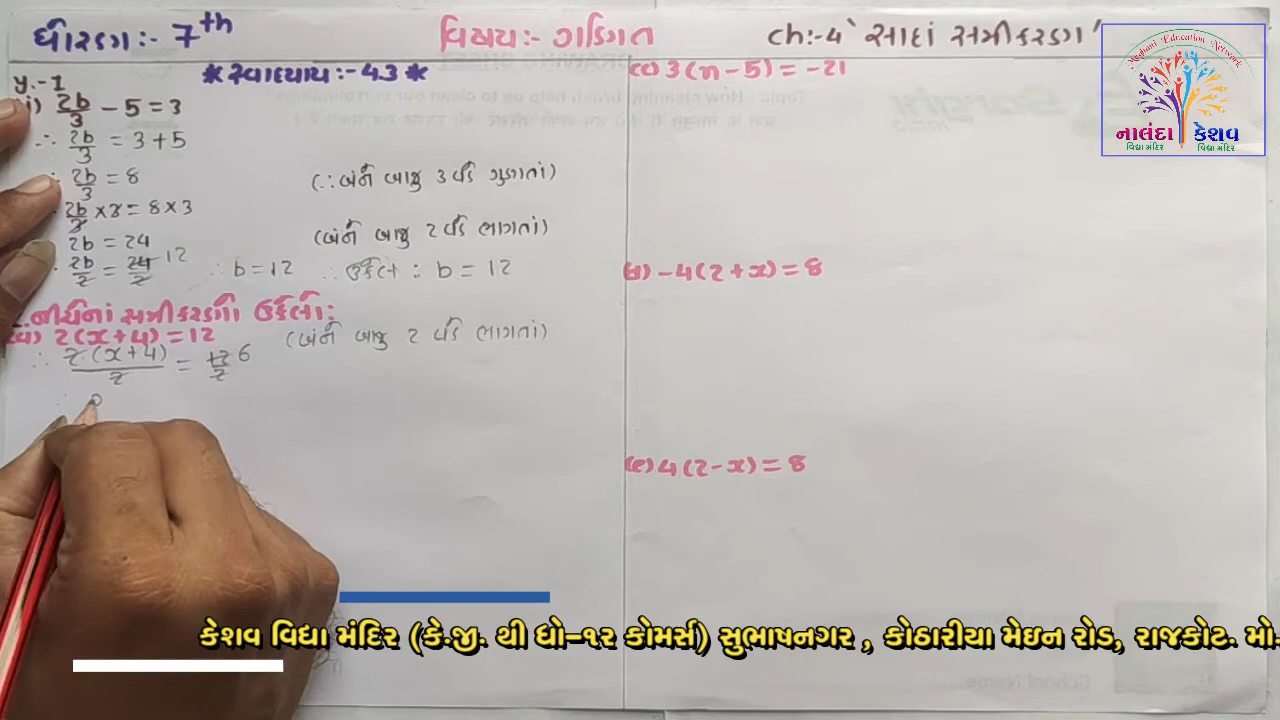 ધોરણ:- 7th વિષય:- ગણિત ch:-4 `સાદાં સમીકરણ'
*સ્વાધ્યાય:- 4.3*
i) 2b/3 - 5 = 3
∴ 2b/3 = 3 + 5
∴ 2b/3 = 8 (∴ બંને બાજુ 3 વડે ગુણતાં)
2b/3 × 3 = 8 × 3
2b = 24 (બંને બાજુ 2 વડે ભાગતાં)
∴ 2b/2 = 24/2 12 ∴ b = 12 ∴ ઉકેલ : b = 12
નીચેનાં સમીકરણો ઉકેલો:
અ) 2(x + 4) = 12 (બંને બાજુ 2 વડે ભાગતાં)
∴ 2(x + 4)/2 = 12/2 6
3(n - 5) = -21
-4(2 + x) = 8
4(2 - x) = 8
Meghani Education Network
નાલંદા કેશવ
વિદ્યા મંદિર વિદ્યા મંદિર
કેશવ વિદ્યા મંદિર (કે.જી. થી ધો-૧૨ કોમર્સ) સુભાષનગર , કોઠારીયા મેઇન રોડ, રાજકોટ. મો.